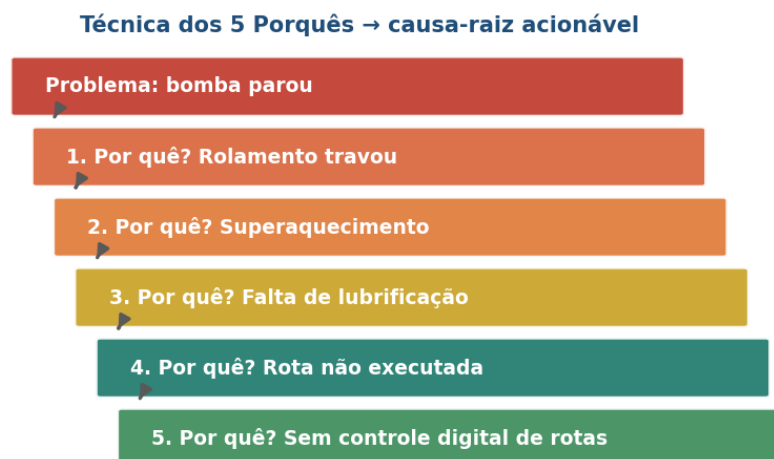 Técnica dos 5 Porquês → causa-raiz acionável
Problema: bomba parou
1. Por quê? Rolamento travou
2. Por quê? Superaquecimento
3. Por quê? Falta de lubrificação
4. Por quê? Rota não executada
5. Por quê? Sem controle digital de rotas